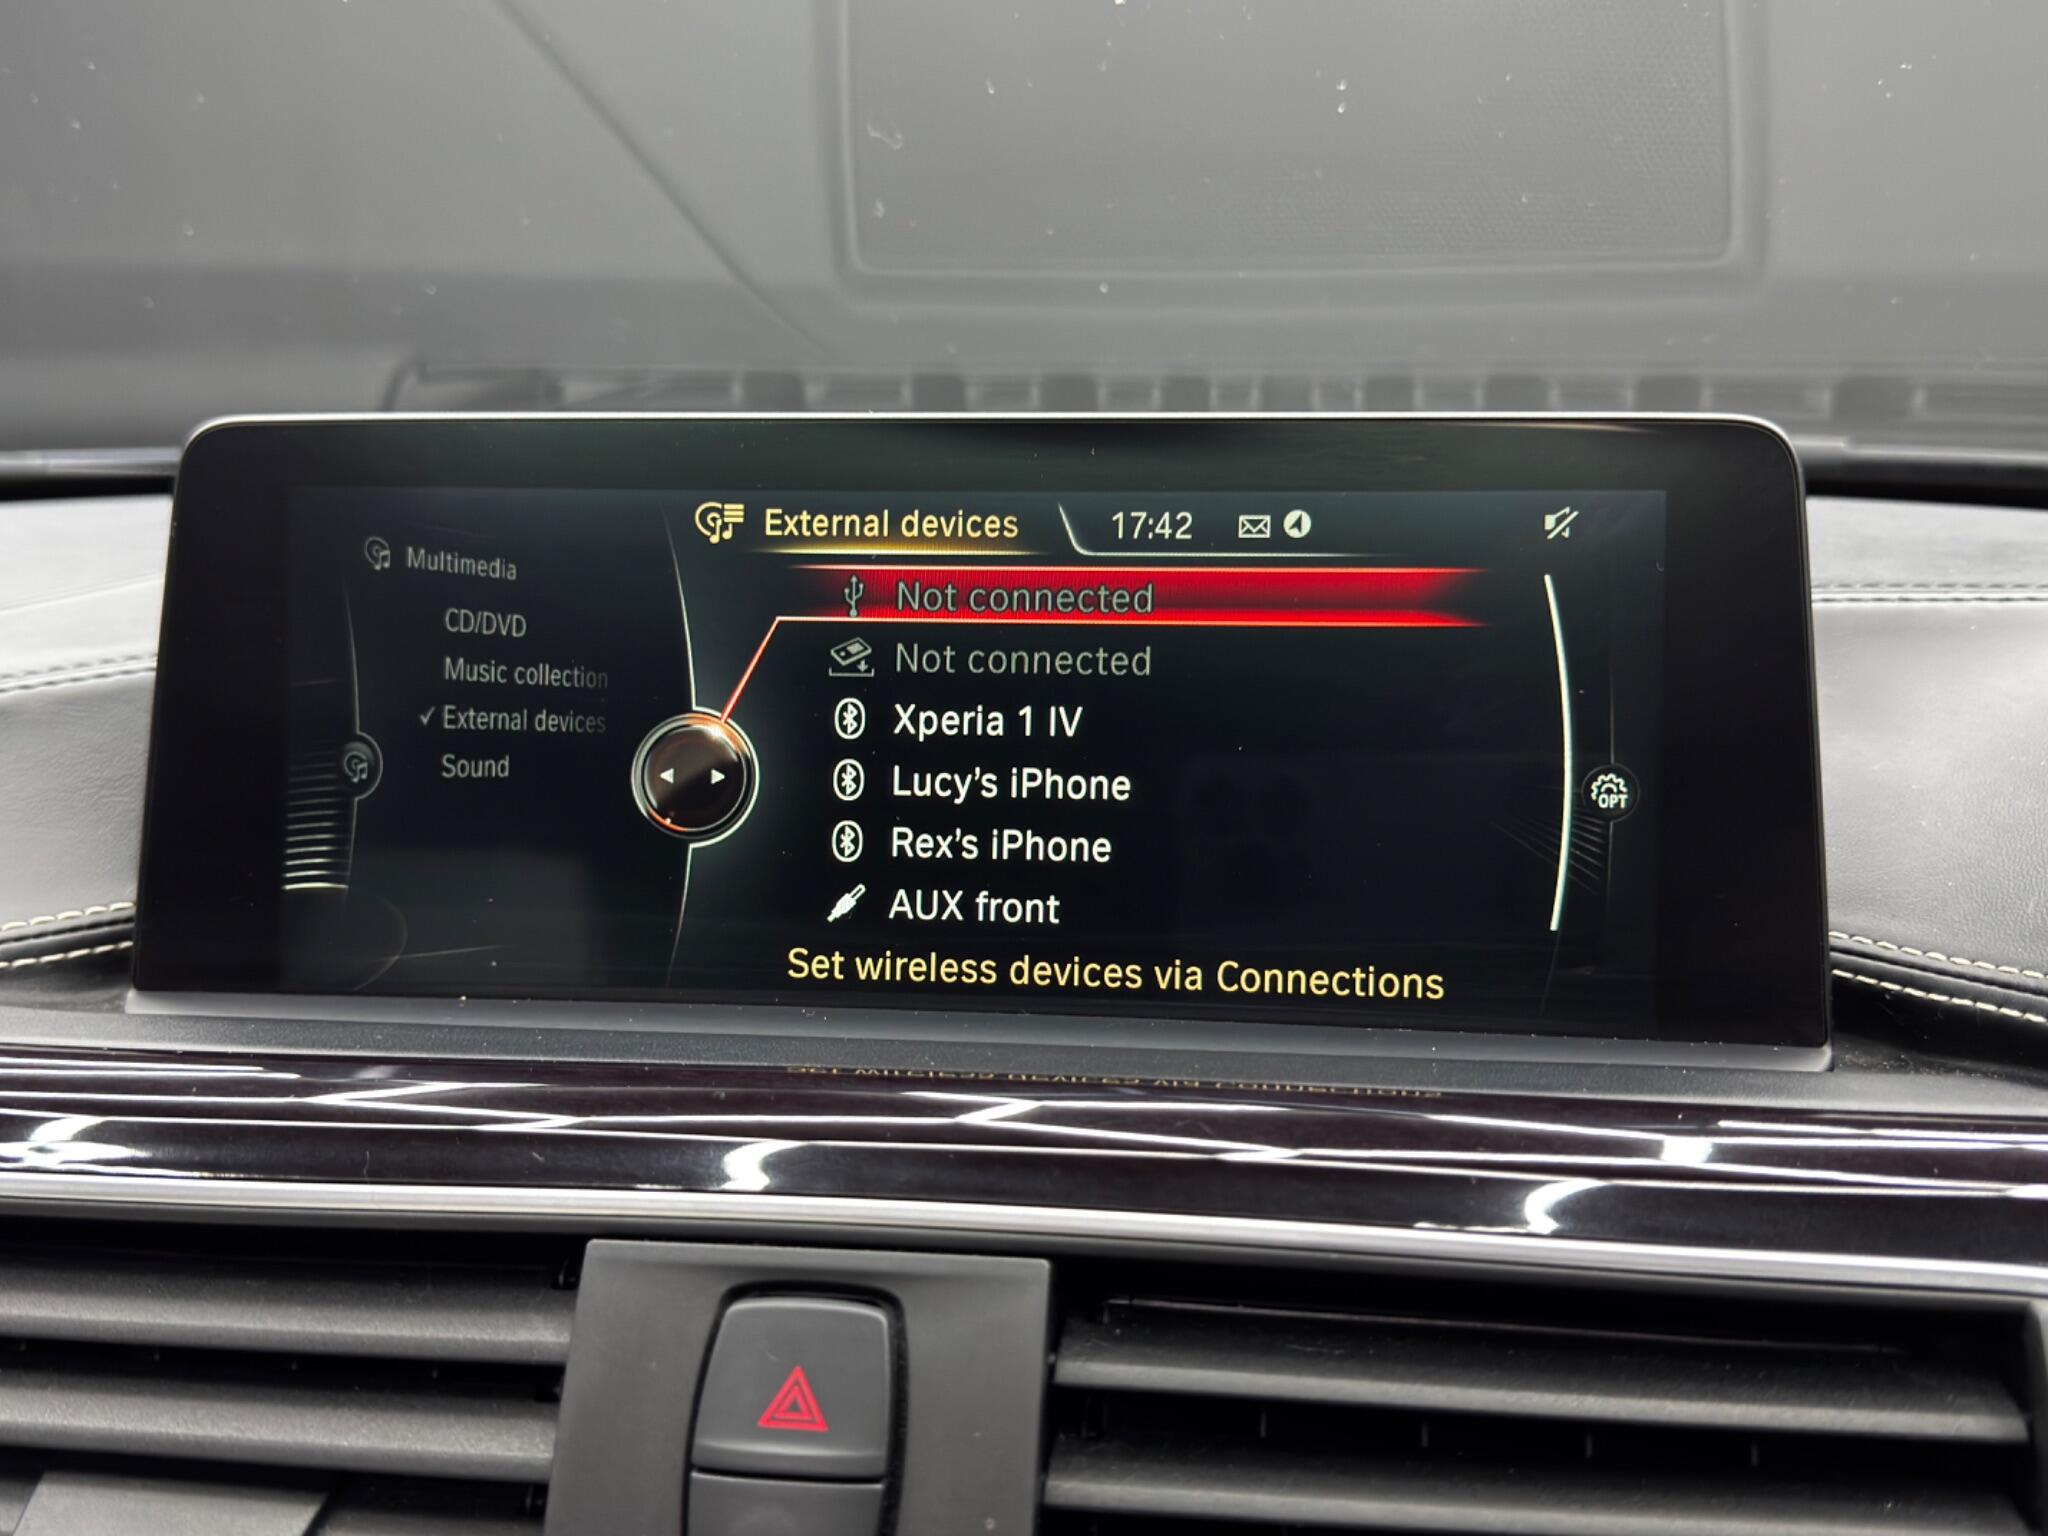 External devices 17:42
Multimedia
CD/DVD
Music collection
✓ External devices
Sound
Not connected
Not connected
Xperia 1 IV
Lucy’s iPhone
Rex’s iPhone
AUX front
Set wireless devices via Connections
OPT